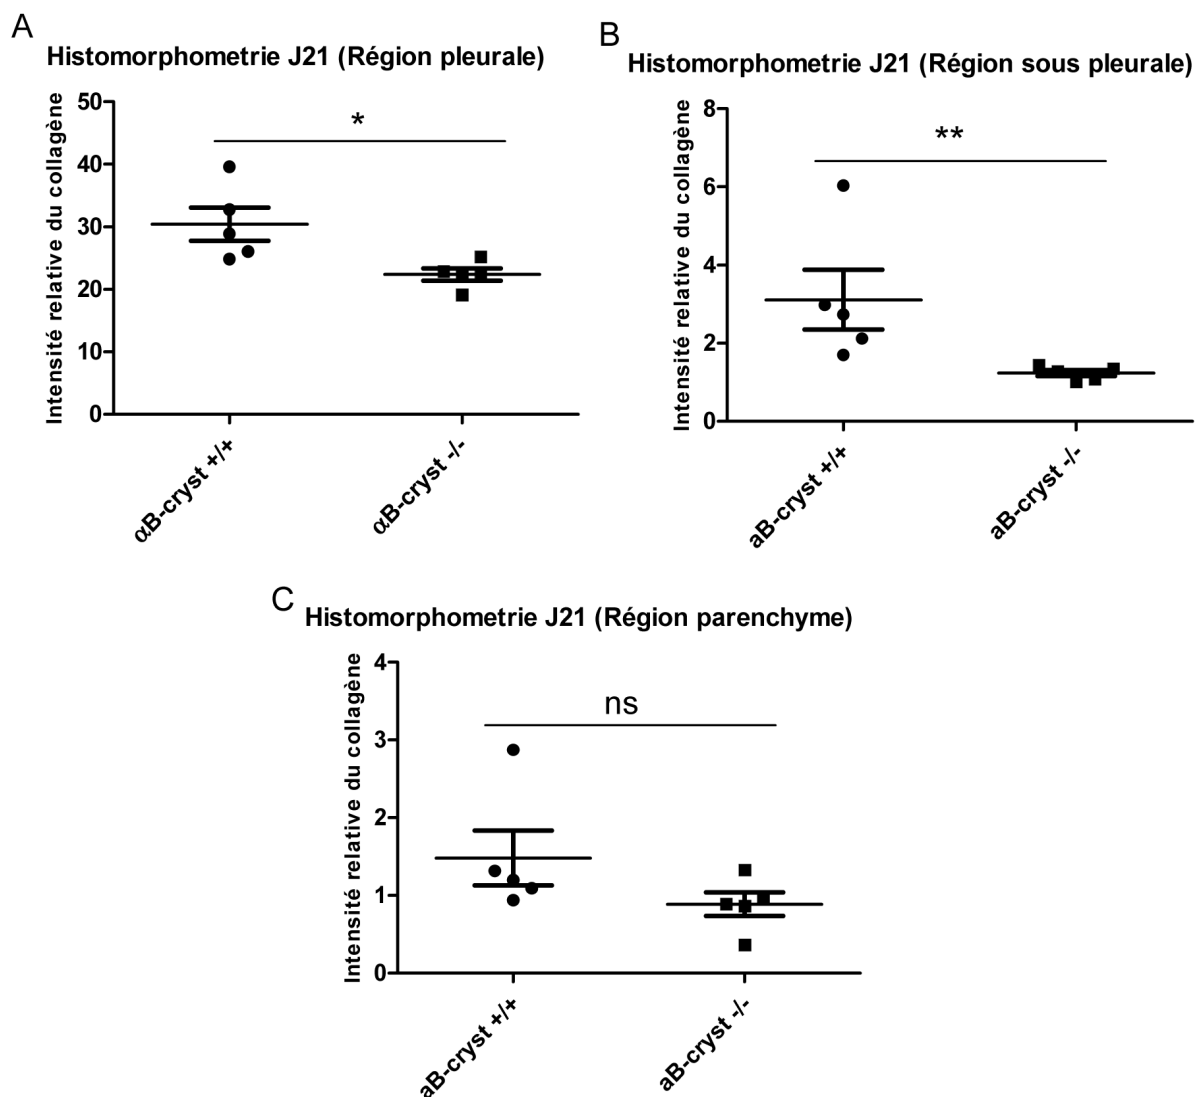 A
Histomorphometrie J21 (Région pleurale)
Intensité relative du collagène
50
40
30
20
10
0
*
αB-cryst +/+
αB-cryst -/-
B
Histomorphometrie J21 (Région sous pleurale)
Intensité relative du collagène
8
6
4
2
0
**
aB-cryst +/+
aB-cryst -/-
C
Histomorphometrie J21 (Région parenchyme)
Intensité relative du collagène
4
3
2
1
0
ns
aB-cryst +/+
aB-cryst -/-